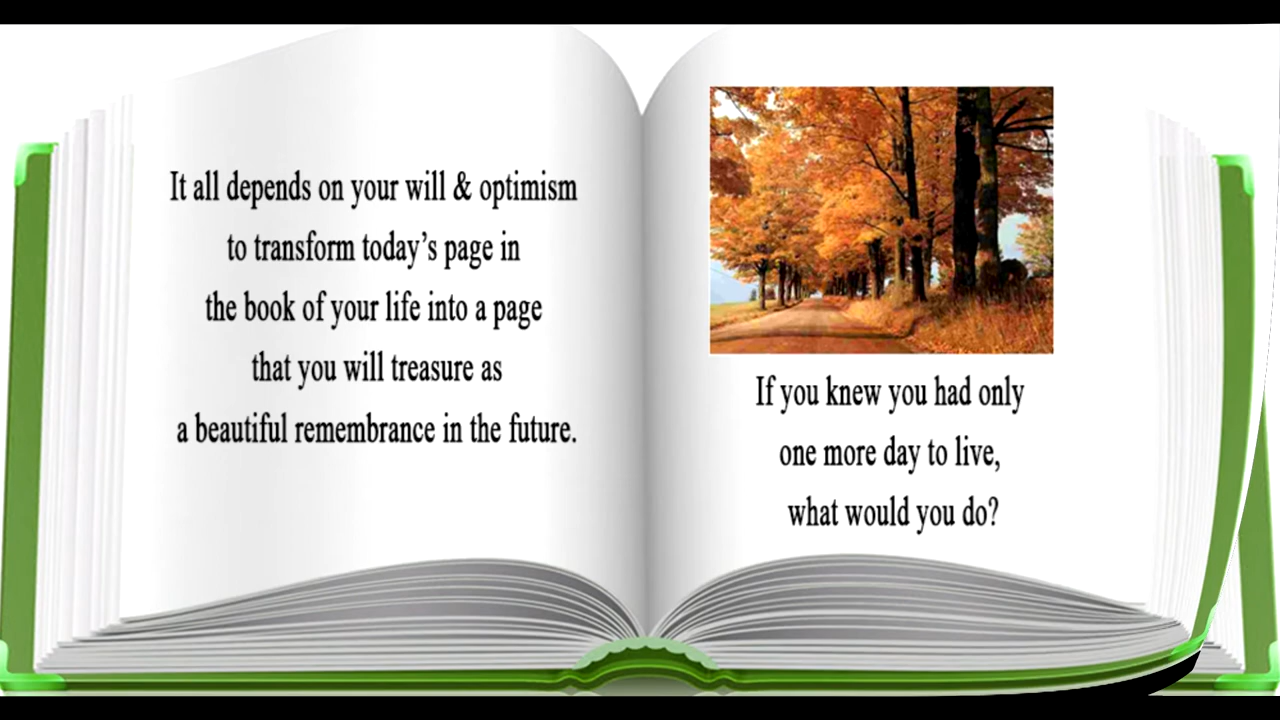 It all depends on your will & optimism
to transform today’s page in
the book of your life into a page
that you will treasure as
a beautiful remembrance in the future.
If you knew you had only
one more day to live,
what would you do?